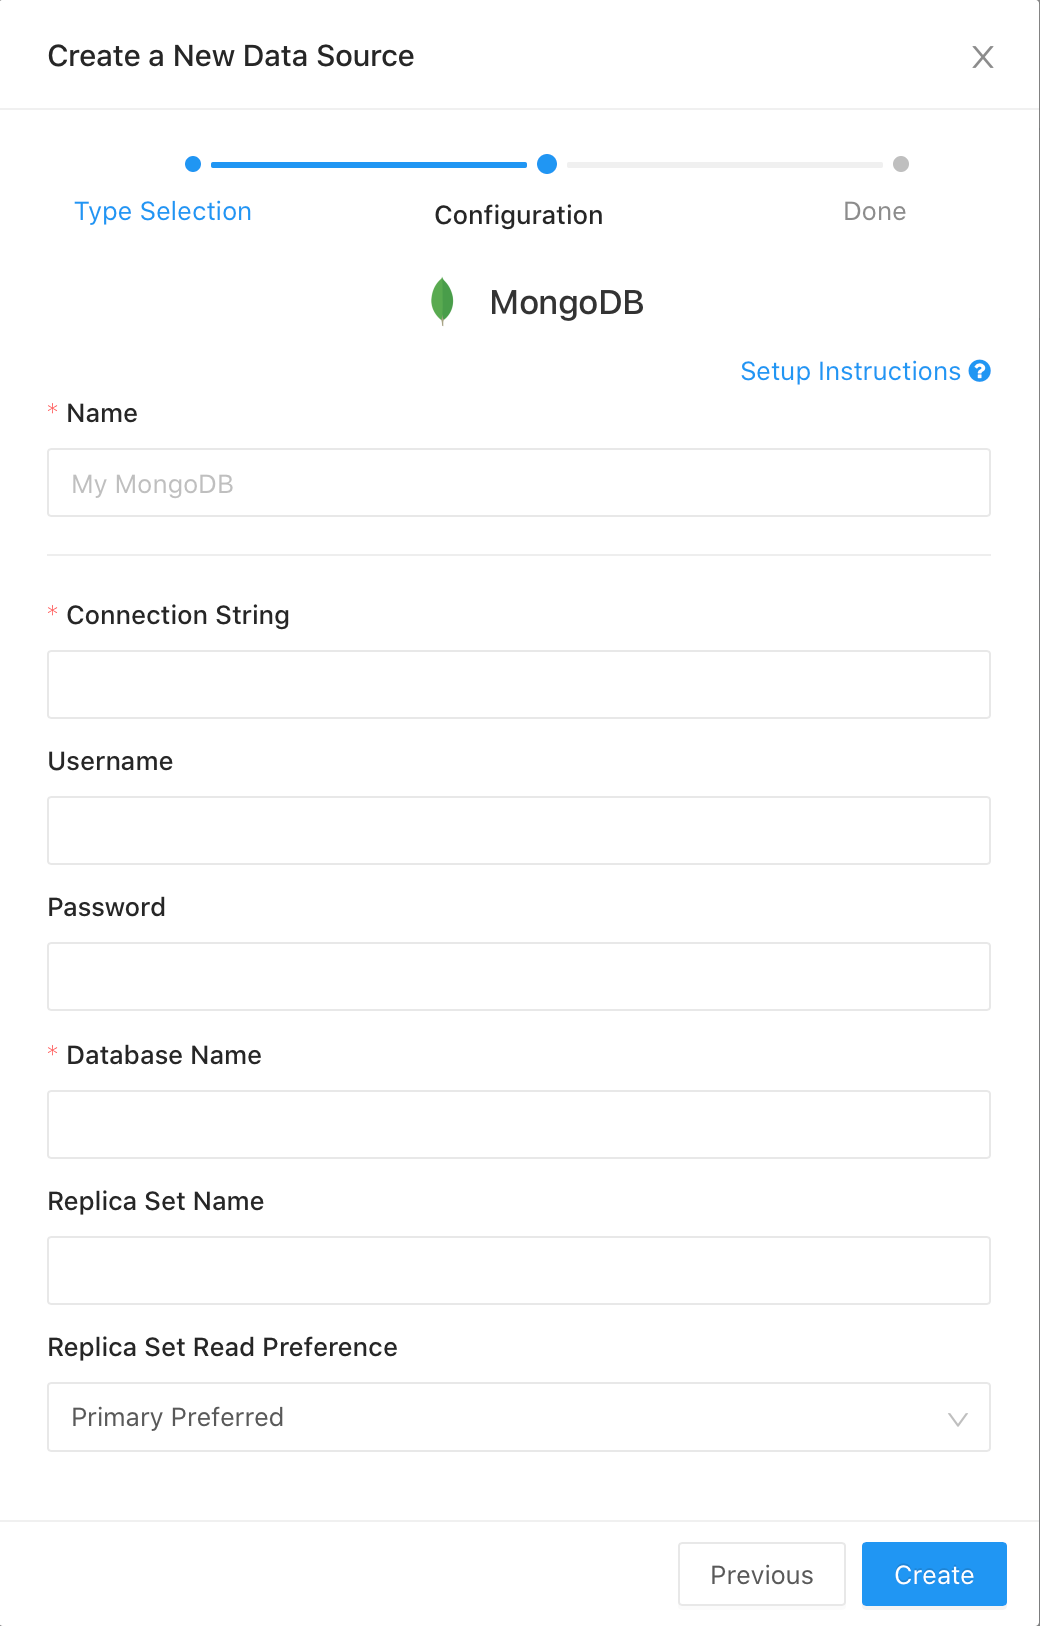 Create a New Data Source
Type Selection
Configuration
Done
MongoDB
Setup Instructions
* Name
My MongoDB
* Connection String
Username
Password
* Database Name
Replica Set Name
Replica Set Read Preference
Primary Preferred
Previous
Create